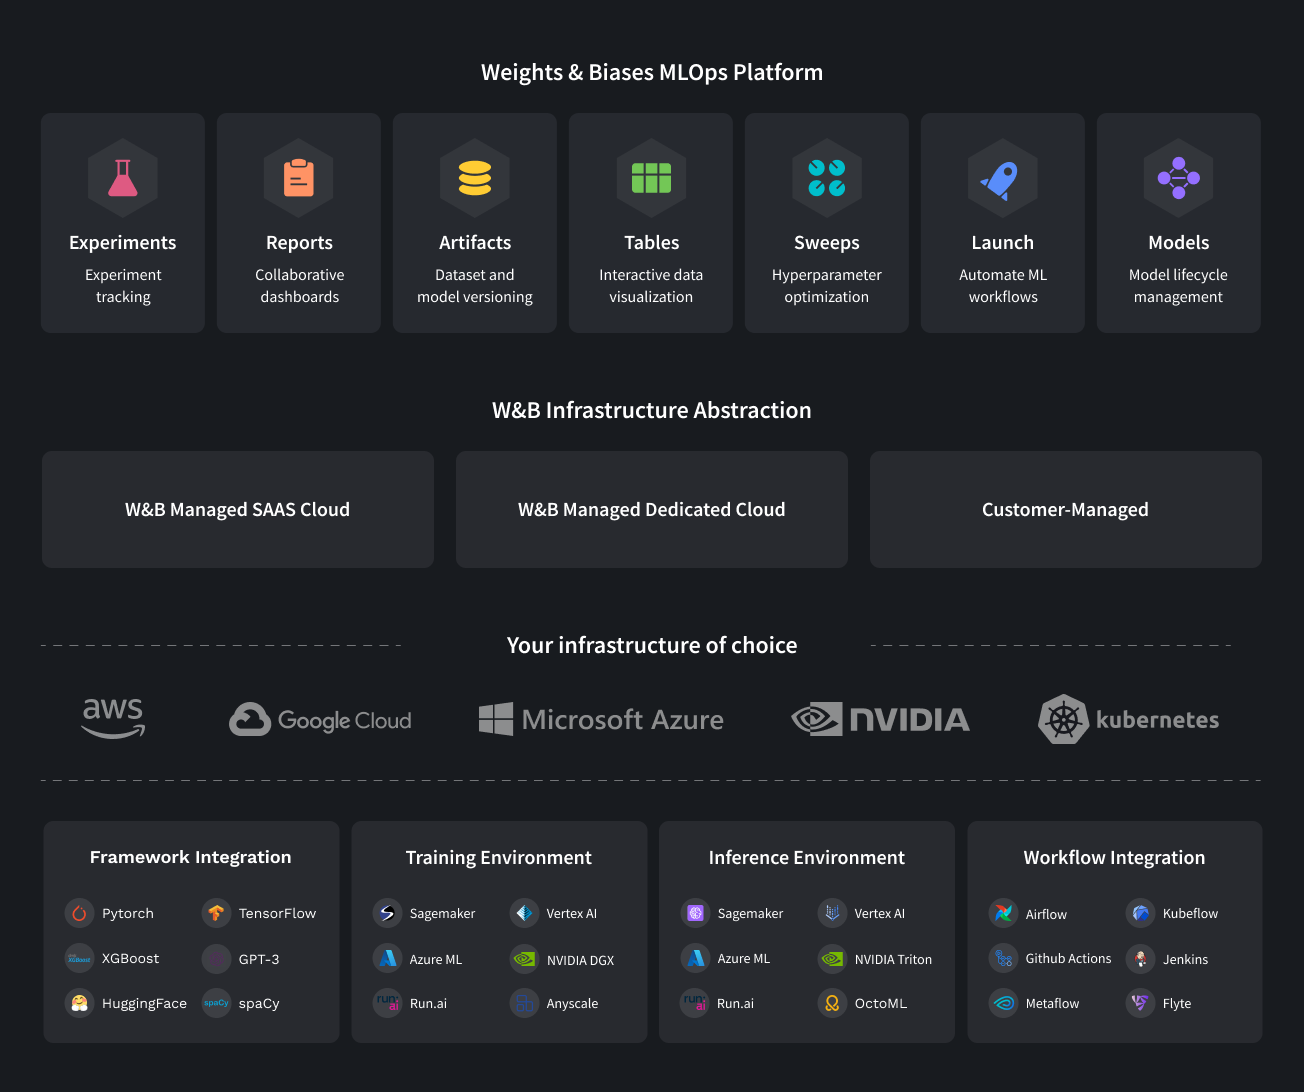 Weights & Biases MLOps Platform
Experiments
Experiment
tracking
Reports
Collaborative
dashboards
Artifacts
Dataset and
model versioning
Tables
Interactive data
visualization
Sweeps
Hyperparameter
optimization
Launch
Automate ML
workflows
Models
Model lifecycle
management
W&B Infrastructure Abstraction
W&B Managed SAAS Cloud
W&B Managed Dedicated Cloud
Customer-Managed
Your infrastructure of choice
aws
Google Cloud
Microsoft Azure
NVIDIA
kubernetes
Framework Integration
Pytorch
TensorFlow
XGBoost
GPT-3
HuggingFace
spaCy
spaCy
Training Environment
Sagemaker
Vertex AI
Azure ML
NVIDIA DGX
run:
ai
Run.ai
Anyscale
Inference Environment
Sagemaker
Vertex AI
Azure ML
NVIDIA Triton
run:
ai
Run.ai
OctoML
Workflow Integration
Airflow
Kubeflow
Github Actions
Jenkins
Metaflow
Flyte